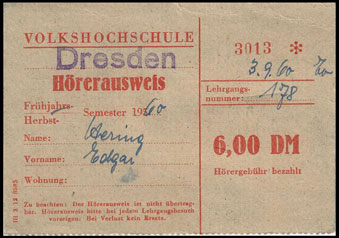 VOLKSHOCHSCHULE
Dresden
Hörerausweis
Frühjahrs-
Herbst- Semester 1960
Name: Hering
Vorname: Edgar
Wohnung:
Zu beachten: Der Hörerausweis ist nicht übertrag-
bar. Hörerausweis bitte bei jedem Lehrgangsbesuch
vorzeigen. Bei Verlust kein Ersatz.
3013 *
3.9.60
Lehrgangs-
nummer: 178
6,00 DM
Hörergebühr bezahlt